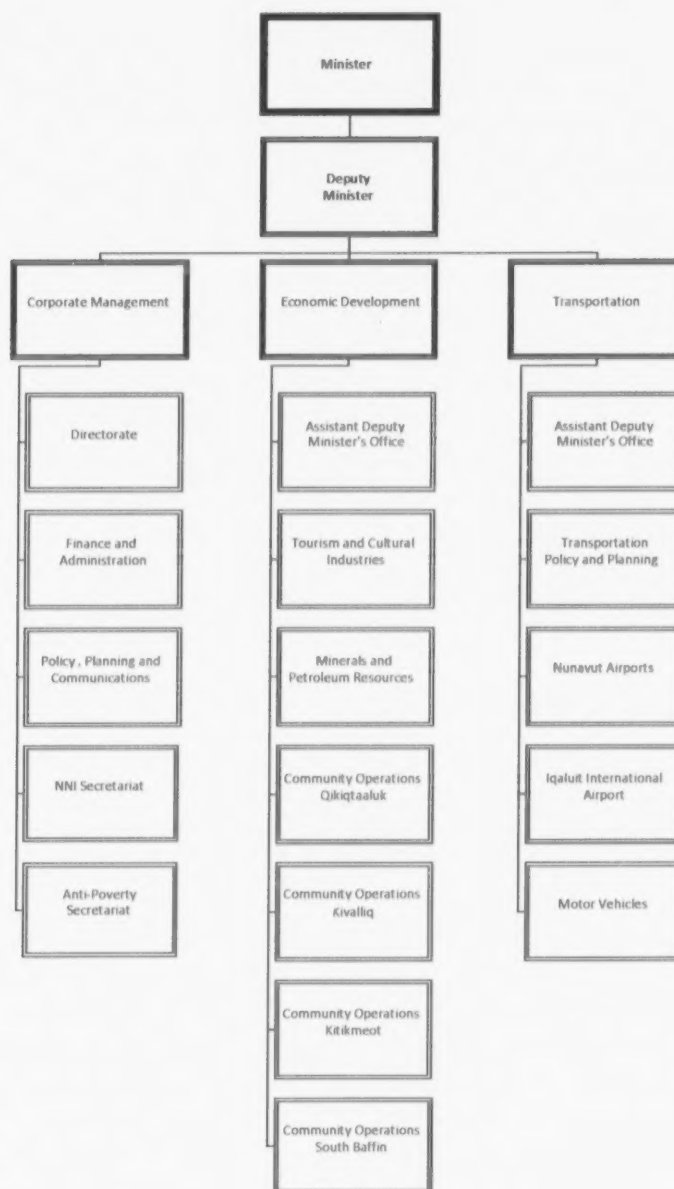 Minister
Deputy
Minister
Corporate Management
Economic Development
Transportation
Directorate
Finance and
Administration
Policy , Planning and
Communications
NNI Secretariat
Anti-Poverty
Secretariat
Assistant Deputy
Minister's Office
Tourism and Cultural
Industries
Minerals and
Petroleum Resources
Community Operations
Qikiqtaaluk
Community Operations
Kivalliq
Community Operations
Kitikmeot
Community Operations
South Baffin
Assistant Deputy
Minister's Office
Transportation
Policy and Planning
Nunavut Airports
Iqaluit International
Airport
Motor Vehicles